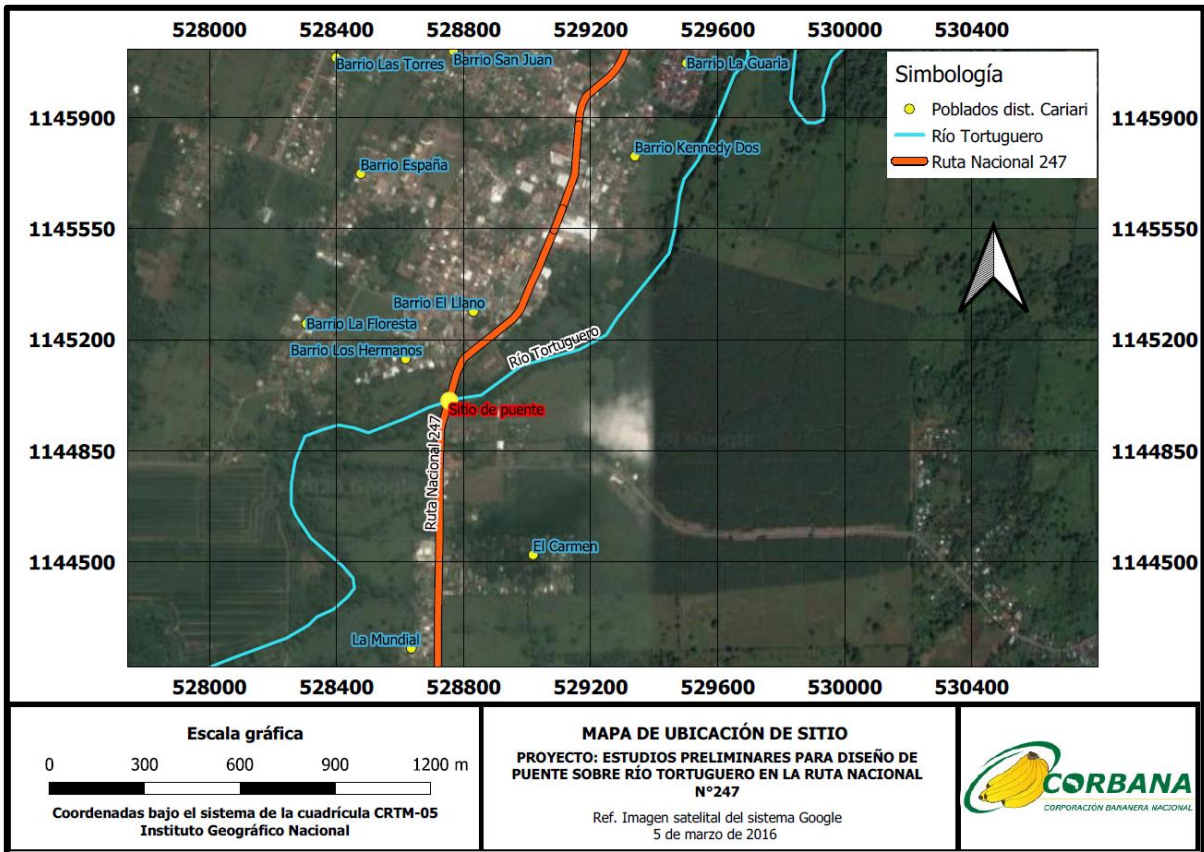 528000 528400 528800 529200 529600 530000 530400
Barrio Las Torres
Barrio San Juan
Barrio La Guaria
Simbología
Poblados dist. Cariari
Río Tortuguero
Ruta Nacional 247
1145900 1145900
Barrio Kennedy Dos
Barrio España
1145550 1145550
Barrio El Llano
Barrio La Floresta
1145200 1145200
Barrio Los Hermanos
Río Tortuguero
Sitio de puente
Ruta Nacional 247
1144850 1144850
El Carmen
1144500 1144500
La Mundial
528000 528400 528800 529200 529600 530000 530400
Escala gráfica
0 300 600 900 1200 m
Coordenadas bajo el sistema de la cuadrícula CRTM-05
Instituto Geográfico Nacional
MAPA DE UBICACIÓN DE SITIO
PROYECTO: ESTUDIOS PRELIMINARES PARA DISEÑO DE
PUENTE SOBRE RÍO TORTUGUERO EN LA RUTA NACIONAL
N°247
Ref. Imagen satelital del sistema Google
5 de marzo de 2016
CORBANA
CORPORACIÓN BANANERA NACIONAL